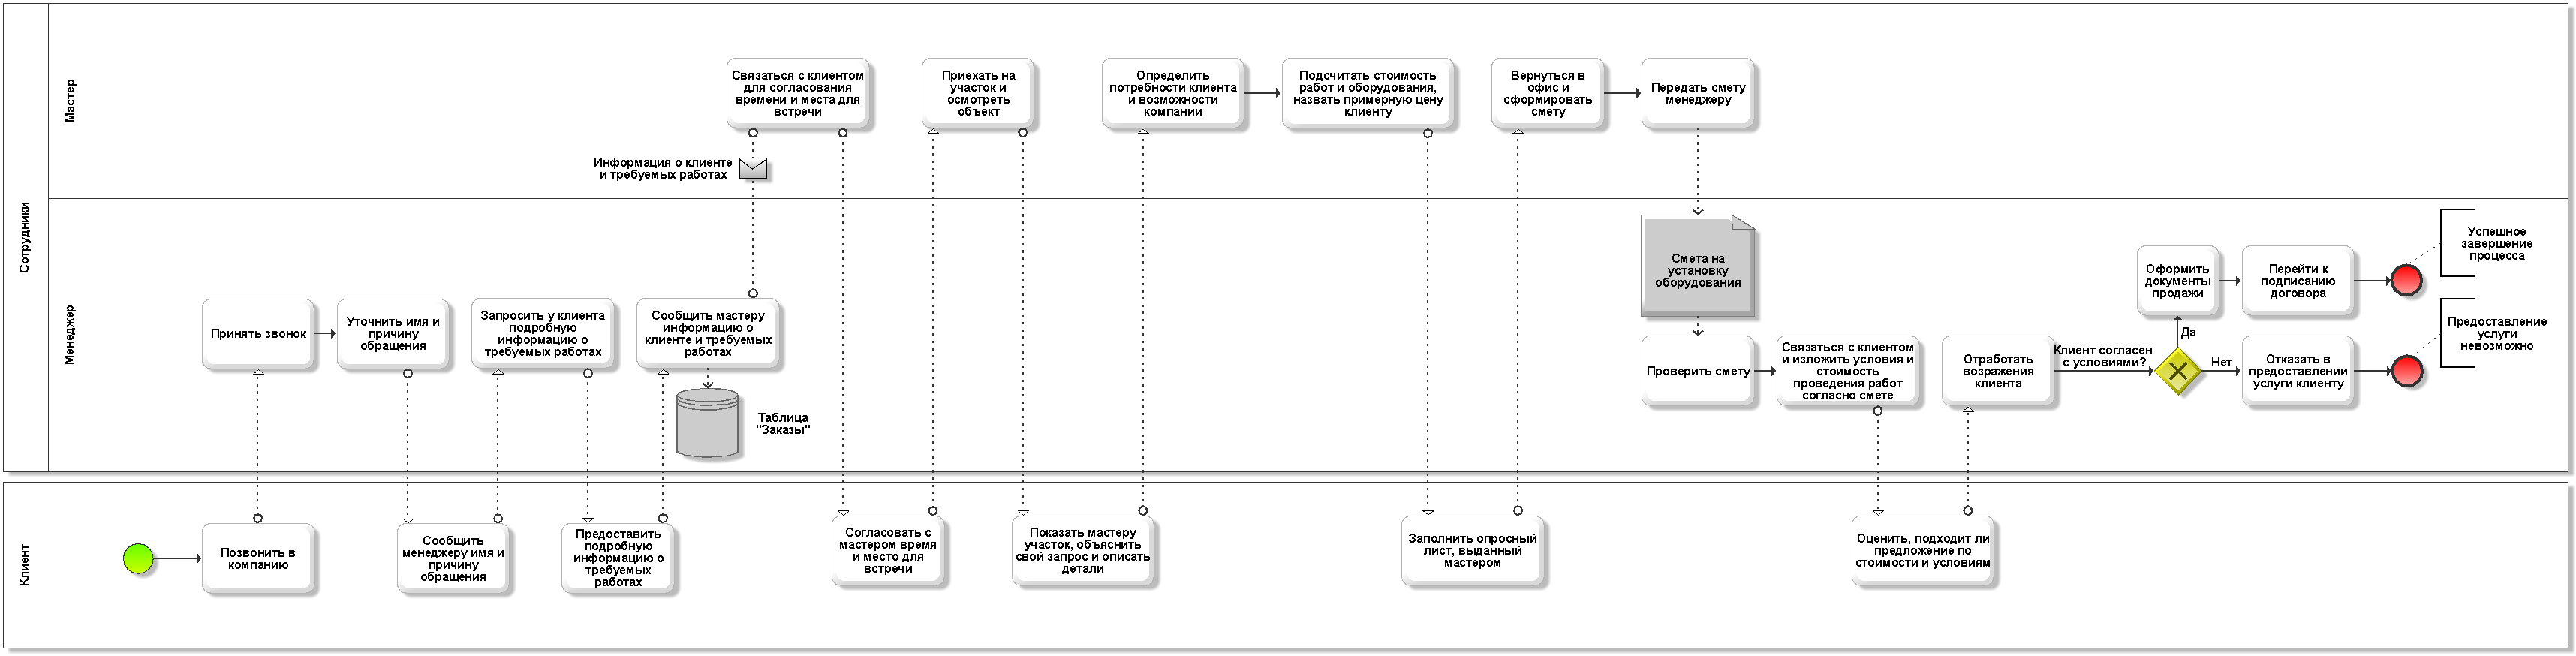 Сотрудники
Мастер
Связаться с клиентом
для согласования
времени и места для
встречи
Приехать на
участок и
осмотреть
объект
Определить
потребности клиента
и возможности
компании
Подсчитать стоимость
работ и оборудования,
назвать примерную цену
клиенту
Вернуться в
офис и
сформировать
смету
Передать смету
менеджеру
Информация о клиенте
и требуемых работах
Менеджер
Принять звонок
Уточнить имя и
причину
обращения
Запросить у клиента
подробную
информацию о
требуемых работах
Сообщить мастеру
информацию о
клиенте и требуемых
работах
Таблица
"Заказы"
Смета на
установку
оборудования
Проверить смету
Связаться с клиентом
и изложить условия и
стоимость
проведения работ
согласно смете
Отработать
возражения
клиента
Клиент согласен
с условиями?
Да
Нет
Оформить
документы
продажи
Перейти к
подписанию
договора
Успешное
завершение
процесса
Отказать в
предоставлении
услуги клиенту
Предоставление
услуги
невозможно
Клиент
Позвонить в
компанию
Сообщить
менеджеру имя и
причину
обращения
Предоставить
подробную
информацию о
требуемых
работах
Согласовать с
мастером время
и место для
встречи
Показать мастеру
участок, объяснить
свой запрос и описать
детали
Заполнить опросный
лист, выданный
мастером
Оценить, подходит ли
предложение по
стоимости и условиям